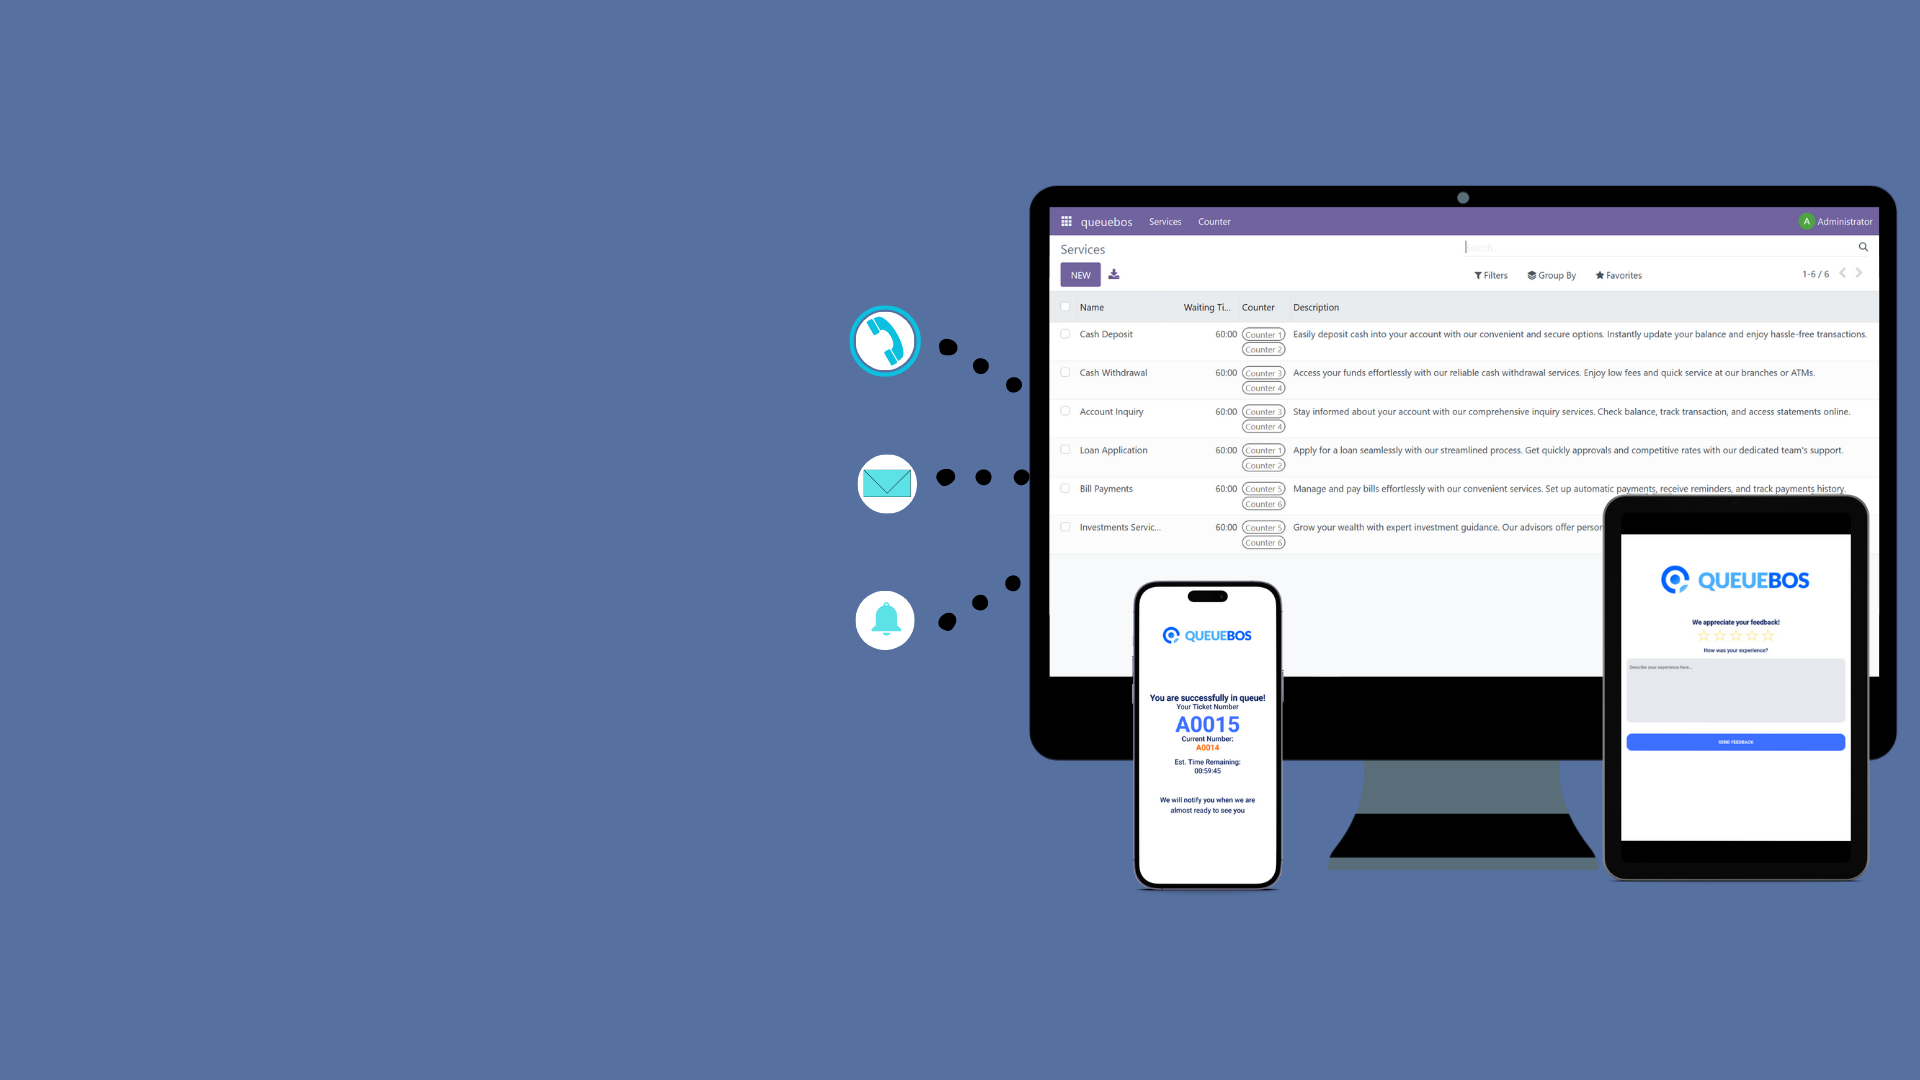 queuebos Services Counter A Administrator
Services
Search...
NEW
Filters Group By Favorites 1-6 / 6
Name Waiting Ti... Counter Description
Cash Deposit 60:00 Counter 1 Easily deposit cash into your account with our convenient and secure options. Instantly update your balance and enjoy hassle-free transactions.
Counter 2
Cash Withdrawal 60:00 Counter 3 Access your funds effortlessly with our reliable cash withdrawal services. Enjoy low fees and quick service at our branches or ATMs.
Counter 4
Account Inquiry 60:00 Counter 3 Stay informed about your account with our comprehensive inquiry services. Check balance, track transaction, and access statements online.
Counter 4
Loan Application 60:00 Counter 1 Apply for a loan seamlessly with our streamlined process. Get quickly approvals and competitive rates with our dedicated team's support.
Counter 2
Bill Payments 60:00 Counter 5 Manage and pay bills effortlessly with our convenient services. Set up automatic payments, receive reminders, and track payments history.
Counter 6
Investments Servic... 60:00 Counter 5 Grow your wealth with expert investment guidance. Our advisors offer person
Counter 6
QUEUEBOS
You are successfully in queue!
Your Ticket Number
A0015
Current Number:
A0014
Est. Time Remaining:
00:59:45
We will notify you when we are
almost ready to see you
QUEUEBOS
We appreciate your feedback!
How was your experience?
Describe your experience here...
SEND FEEDBACK